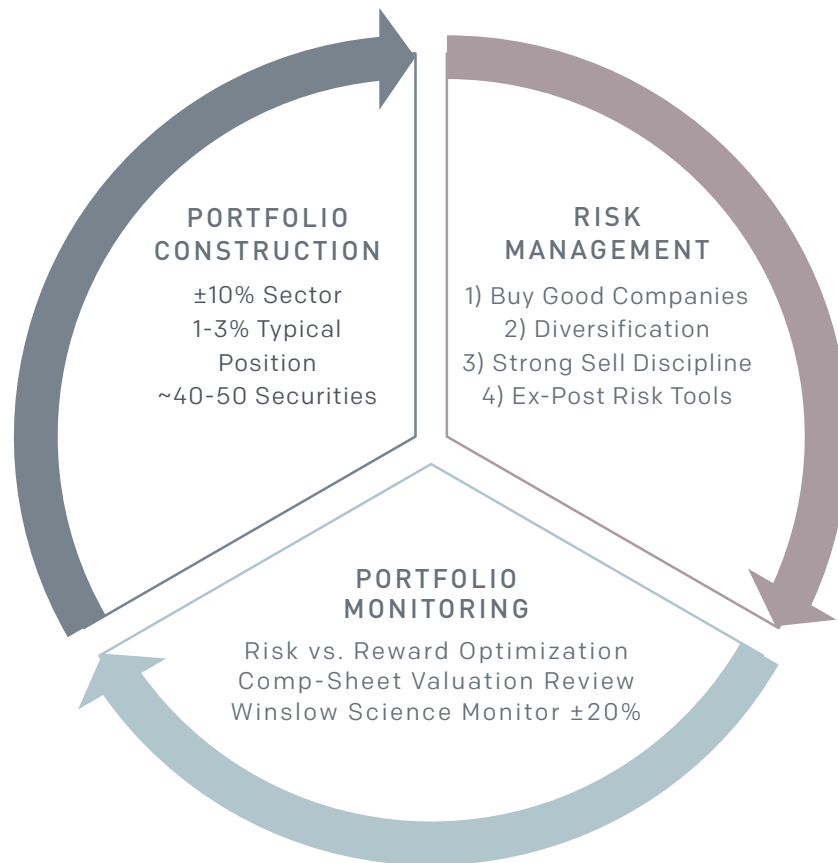 PORTFOLIO
CONSTRUCTION
±10% Sector
1-3% Typical
Position
~40-50 Securities
RISK
MANAGEMENT
1) Buy Good Companies
2) Diversification
3) Strong Sell Discipline
4) Ex-Post Risk Tools
PORTFOLIO
MONITORING
Risk vs. Reward Optimization
Comp-Sheet Valuation Review
Winslow Science Monitor ±20%